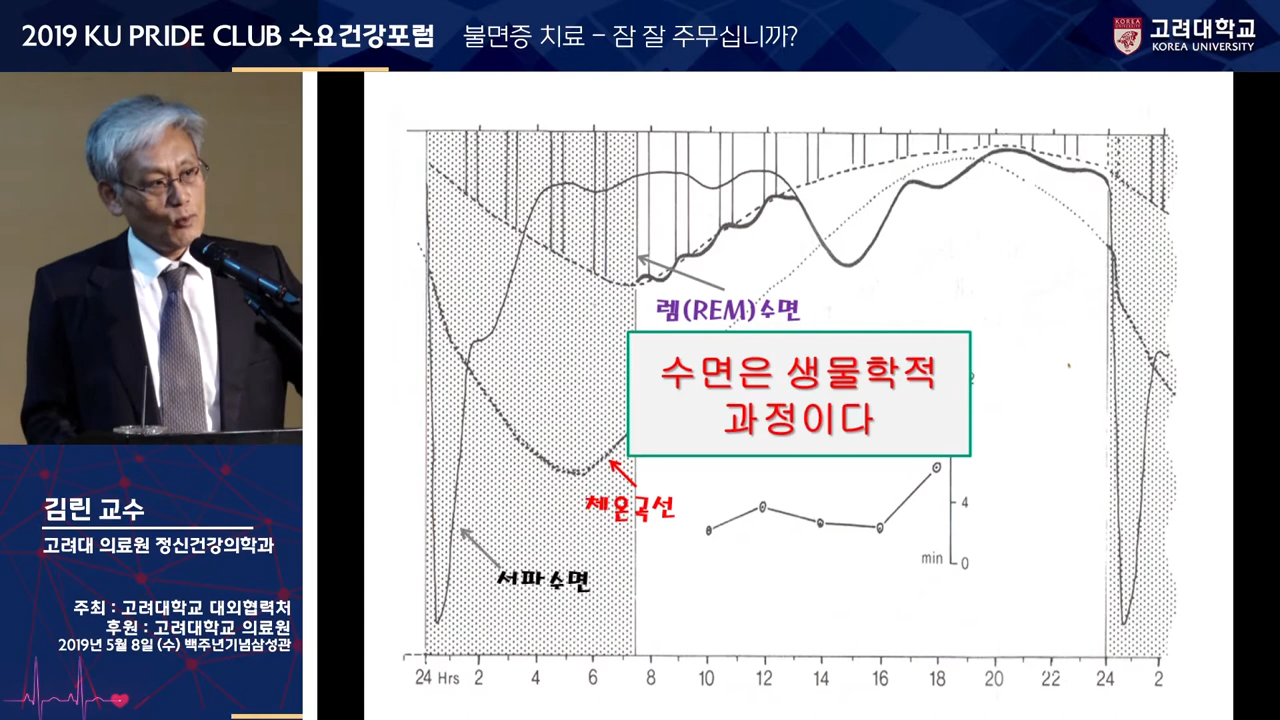 2019 KU PRIDE CLUB 수요건강포럼 불면증 치료 – 잠 잘 주무십니까?
KOREA UNIVERSITY
고려대학교
KOREA UNIVERSITY
렘(REM)수면
수면은 생물학적
과정이다
체온곡선
서파수면
4
min 0
24 Hrs 2 4 6 8 10 12 14 16 18 20 22 24 2
김린 교수
고려대 의료원 정신건강의학과
주최 : 고려대학교 대외협력처
후원 : 고려대학교 의료원
2019년 5월 8일 (수) 백주년기념삼성관